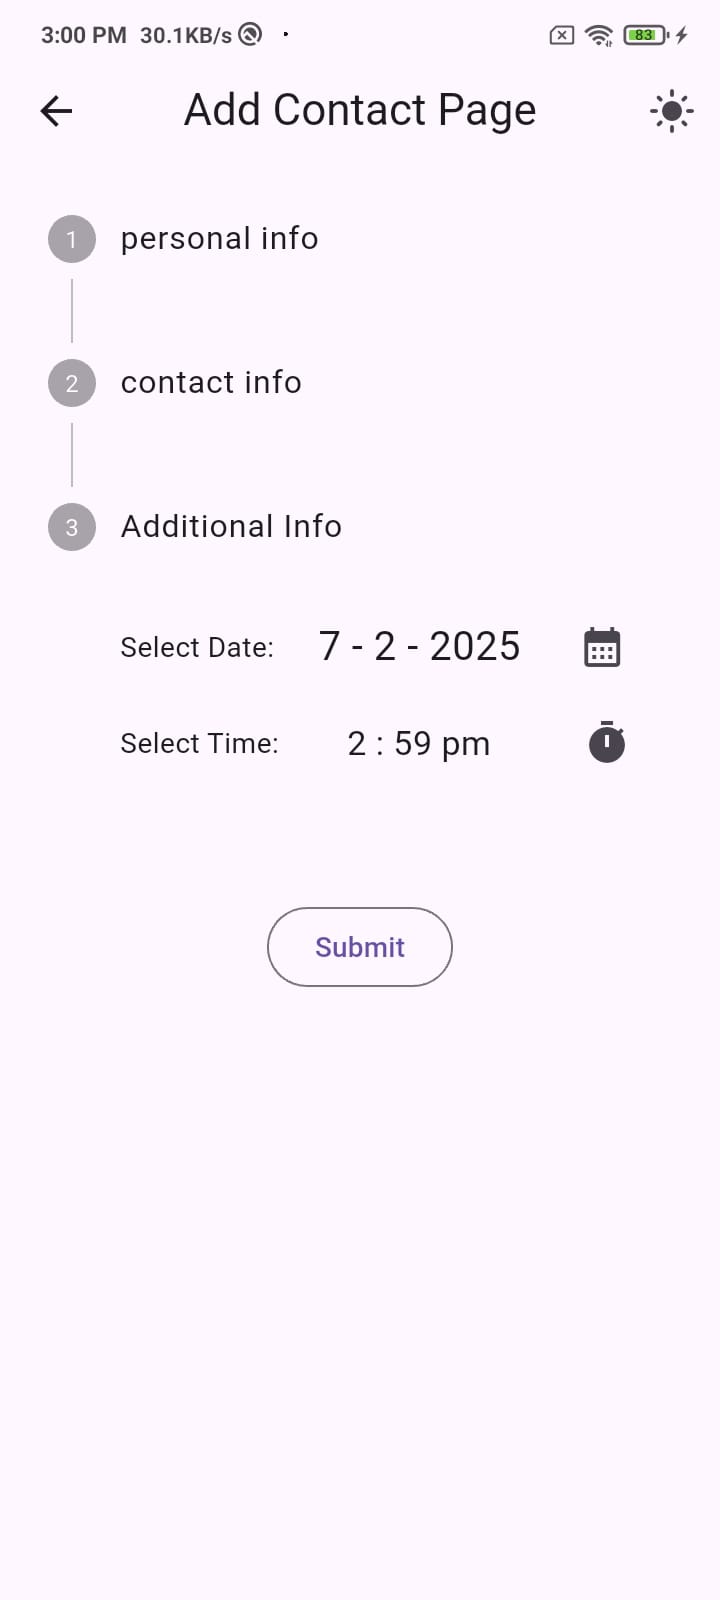 3:00 PM 30.1KB/s 83
Add Contact Page
1 personal info
2 contact info
3 Additional Info
Select Date: 7 - 2 - 2025
Select Time: 2 : 59 pm
Submit